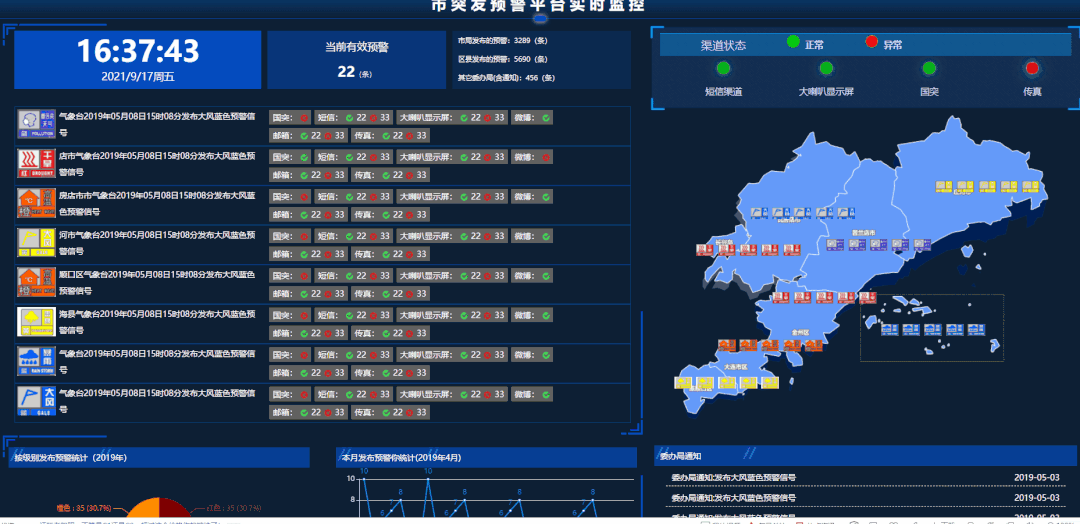 市突发预警平台实时监控
16:37:43
2021/9/17周五
当前有效预警
22（条）
市局发布的预警：3289（条）
区县发布的预警：5690（条）
其它委办局(含通知)：456（条）
渠道状态 正常 异常
短信渠道 大喇叭显示屏 国突 传真
气象台2019年05月08日15时08分发布大风蓝色预警信号
国突： 短信： 22 33 大喇叭显示屏： 22 33 微博：
邮箱： 22 33 传真： 22 33
店市气象台2019年05月08日15时08分发布大风蓝色预警信号
国突： 短信： 22 33 大喇叭显示屏： 22 33 微博：
邮箱： 22 33 传真： 22 33
房店市市气象台2019年05月08日15时08分发布大风蓝色预警信号
国突： 短信： 22 33 大喇叭显示屏： 22 33 微博：
邮箱： 22 33 传真： 22 33
河市气象台2019年05月08日15时08分发布大风蓝色预警信号
国突： 短信： 22 33 大喇叭显示屏： 22 33 微博：
邮箱： 22 33 传真： 22 33
顺口区气象台2019年05月08日15时08分发布大风蓝色预警信号
国突： 短信： 22 33 大喇叭显示屏： 22 33 微博：
邮箱： 22 33 传真： 22 33
海县气象台2019年05月08日15时08分发布大风蓝色预警信号
国突： 短信： 22 33 大喇叭显示屏： 22 33 微博：
邮箱： 22 33 传真： 22 33
气象台2019年05月08日15时08分发布大风蓝色预警信号
国突： 短信： 22 33 大喇叭显示屏： 22 33 微博：
邮箱： 22 33 传真： 22 33
气象台2019年05月08日15时08分发布大风蓝色预警信号
国突： 短信： 22 33 大喇叭显示屏： 22 33 微博：
邮箱： 22 33 传真： 22 33
普兰店市
金州区
大连市区
按级别发布预警统计（2019年）
橙色：35 (30.7%)
红色：35 (30.7%)
本月发布预警你统计(2019年4月)
10 10
10
8 8 8 8 8
6 6 6
委办局通知
委办局通知:发布大风蓝色预警信号 2019-05-03
委办局通知:发布大风蓝色预警信号 2019-05-03